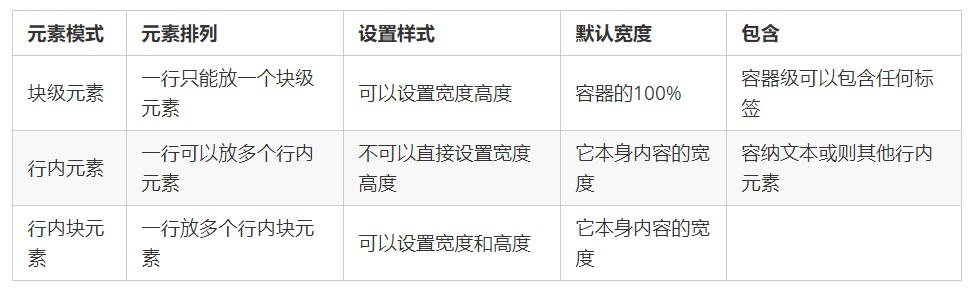 元素模式 元素排列 设置样式 默认宽度 包含
块级元素 一行只能放一个块级元素 可以设置宽度高度 容器的100% 容器级可以包含任何标签
行内元素 一行可以放多个行内元素 不可以直接设置宽度高度 它本身内容的宽度 容纳文本或则其他行内元素
行内块元素 一行放多个行内块元素 可以设置宽度和高度 它本身内容的宽度